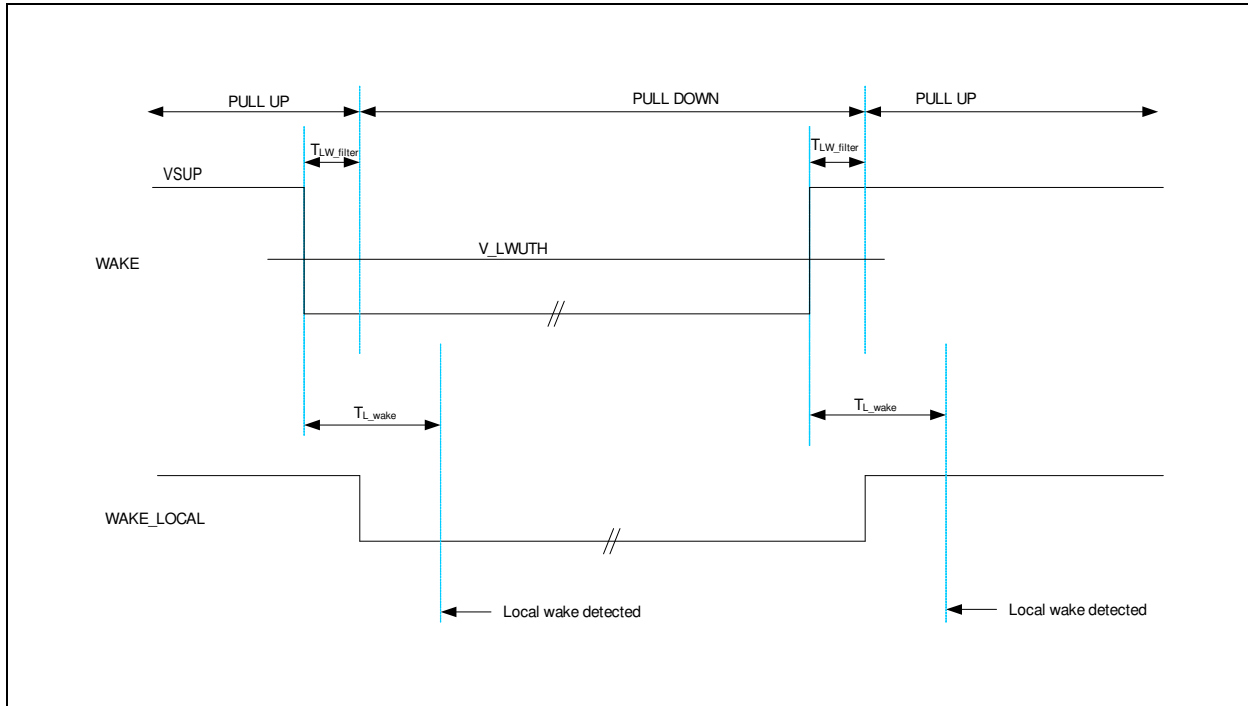 PULL UP
PULL DOWN
PULL UP
TLW_filter
TLW_filter
VSUP
V_LWUTH
WAKE
TL_wake
TL_wake
WAKE_LOCAL
Local wake detected
Local wake detected